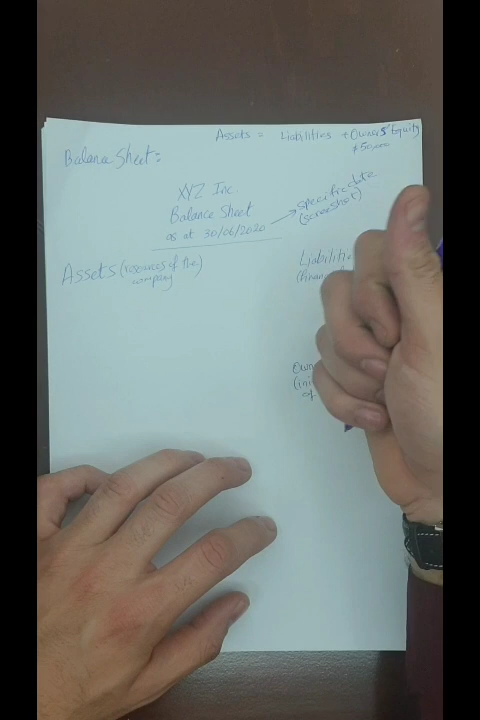 Assets = Liabilities + Owner's Equity
$50,000
Balance Sheet:
XYZ Inc.
Balance Sheet
as at 30/06/2020
specific date
(screenshot)
Assets (resources of the
company)
of